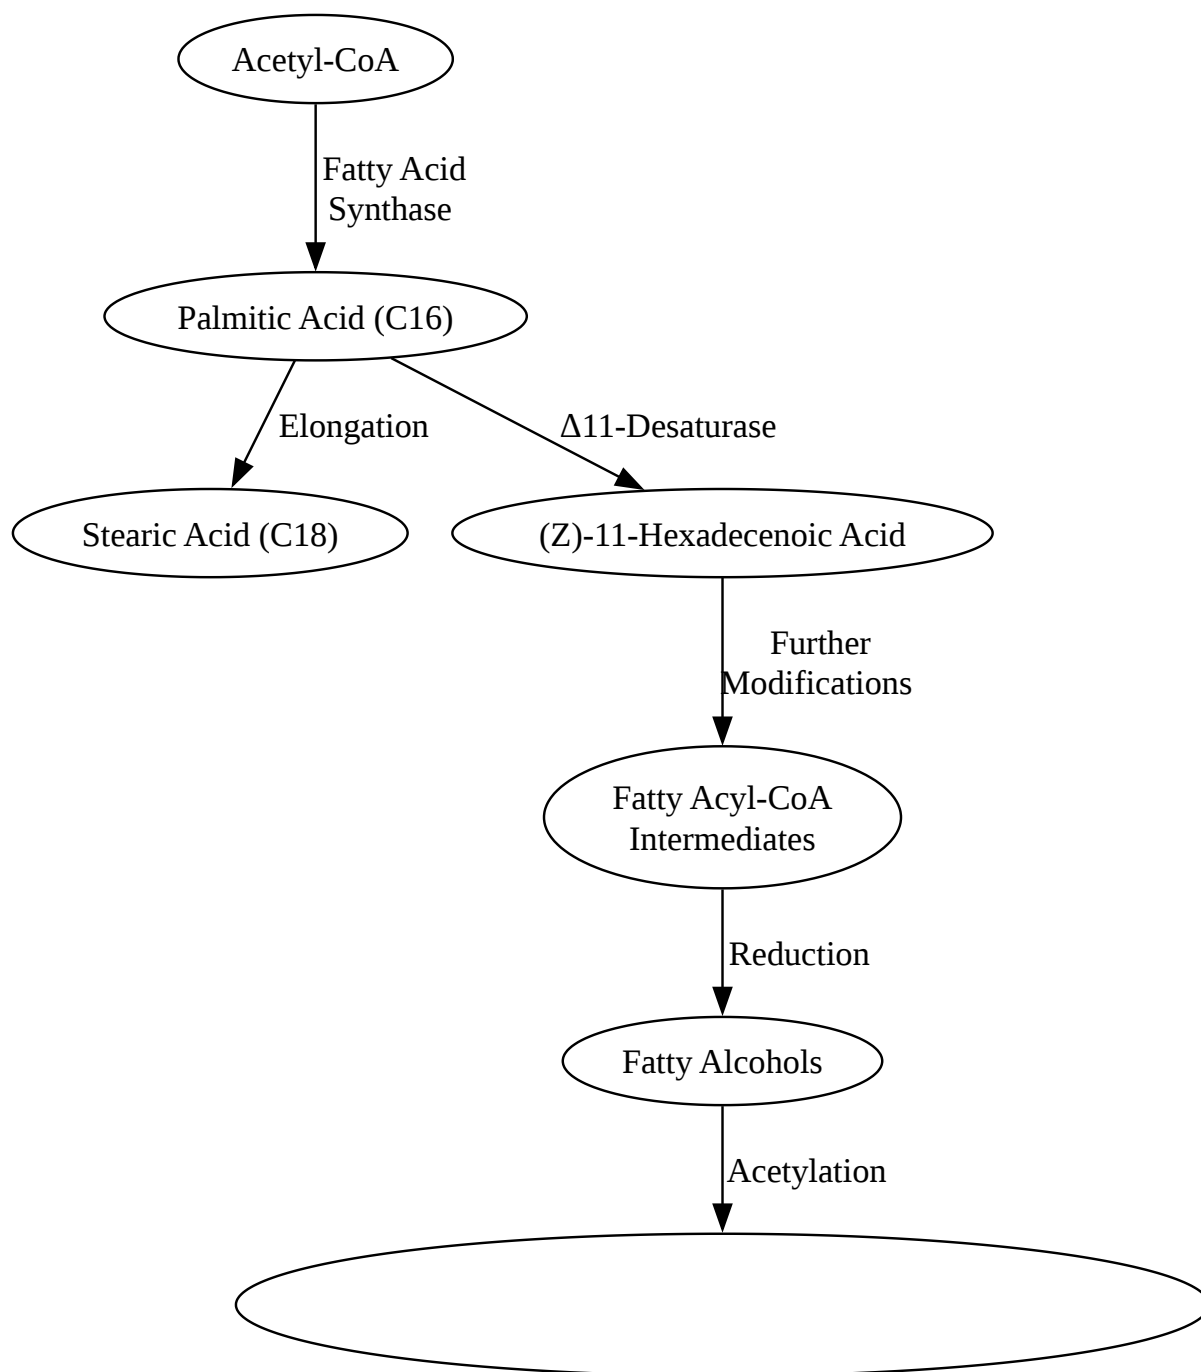 Acetyl-CoA
Fatty Acid
Synthase
Palmitic Acid (C16)
Elongation
Δ11-Desaturase
Stearic Acid (C18)
(Z)-11-Hexadecenoic Acid
Further
Modifications
Fatty Acyl-CoA
Intermediates
Reduction
Fatty Alcohols
Acetylation